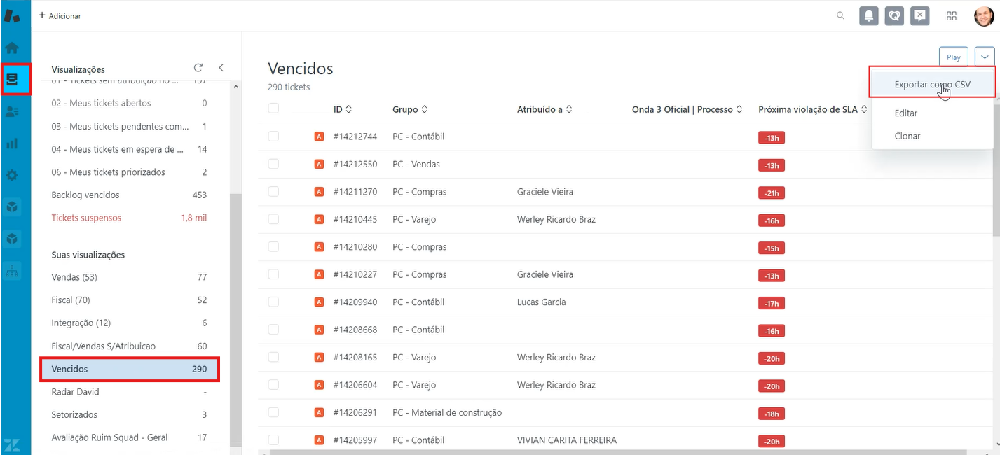 + Adicionar
Visualizações
01 - Tickets sem atribuição no ... 197
02 - Meus tickets abertos 0
03 - Meus tickets pendentes com... 1
04 - Meus tickets em espera de ... 14
06 - Meus tickets priorizados 2
Backlog vencidos 453
Tickets suspensos 1,8 mil
Suas visualizações
Vendas (53) 77
Fiscal (70) 52
Integração (12) 6
Fiscal/Vendas S/Atribuicao 60
Vencidos 290
Radar David -
Setorizados 3
Avaliação Ruim Squad - Geral 17
Vencidos
290 tickets
Play
Exportar como CSV
Editar
Clonar
ID Grupo Atribuído a Onda 3 Oficial | Processo Próxima violação de SLA
A #14212744 PC - Contábil -13h
A #14212550 PC - Vendas -13h
A #14211270 PC - Compras Graciele Vieira -21h
A #14210445 PC - Varejo Werley Ricardo Braz -16h
A #14210280 PC - Compras -15h
A #14210227 PC - Compras Graciele Vieira -13h
A #14209940 PC - Contábil Lucas Garcia -17h
A #14208668 PC - Contábil -16h
A #14208165 PC - Varejo Werley Ricardo Braz -20h
A #14206604 PC - Varejo Werley Ricardo Braz -20h
A #14206291 PC - Material de construção -18h
A #14205997 PC - Contábil VIVIAN CARITA FERREIRA -20h